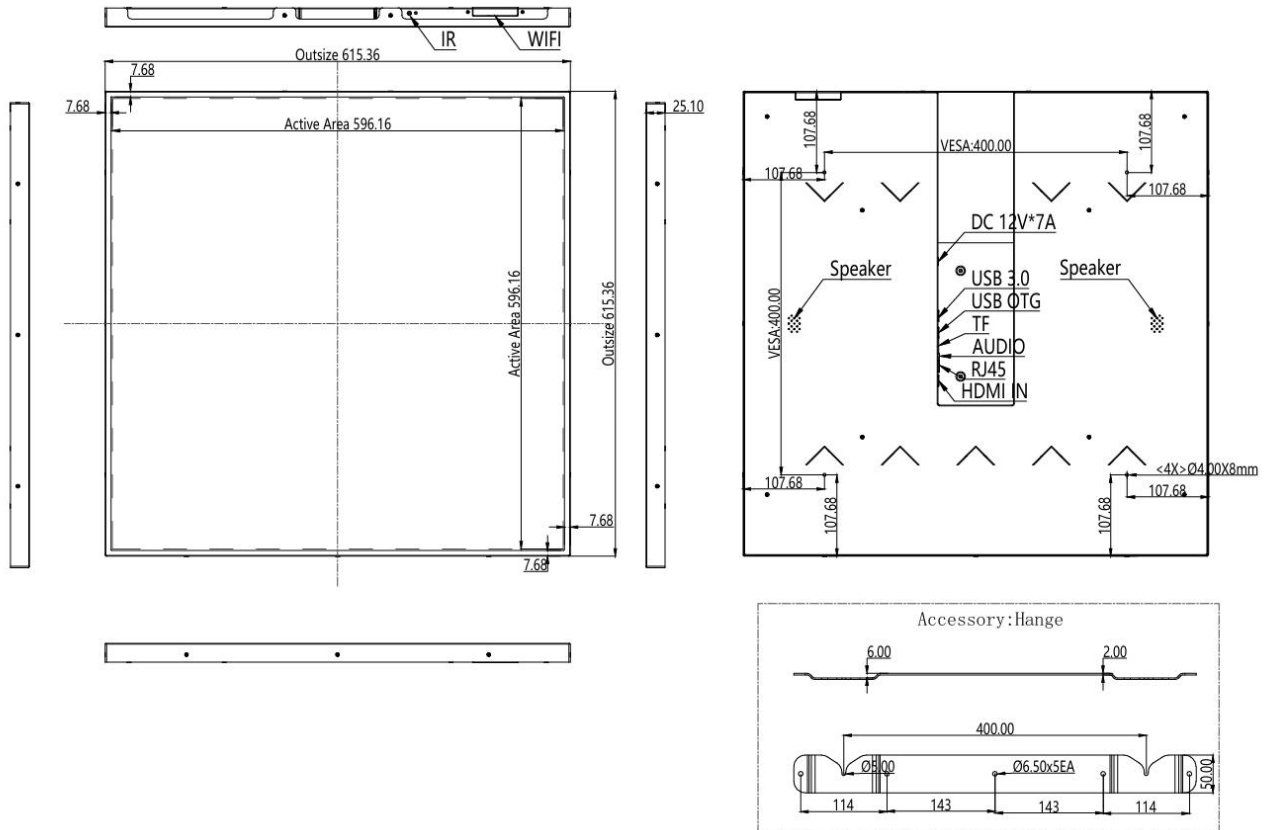 IR
WIFI
Outsize 615.36
7.68
7.68
Active Area 596.16
Active Area 596.16
Outsize 615.36
7.68
7.68
25.10
107.68
VESA:400.00
107.68
107.68
107.68
DC 12V*7A
Speaker
Speaker
USB 3.0
USB OTG
TF
AUDIO
RJ45
HDMI IN
VESA:400.00
<4X>Ø4.00X8mm
107.68
107.68
107.68
107.68
Accessory:Hange
6.00
2.00
400.00
Ø5.00
Ø6.50x5EA
50.00
114
143
143
114